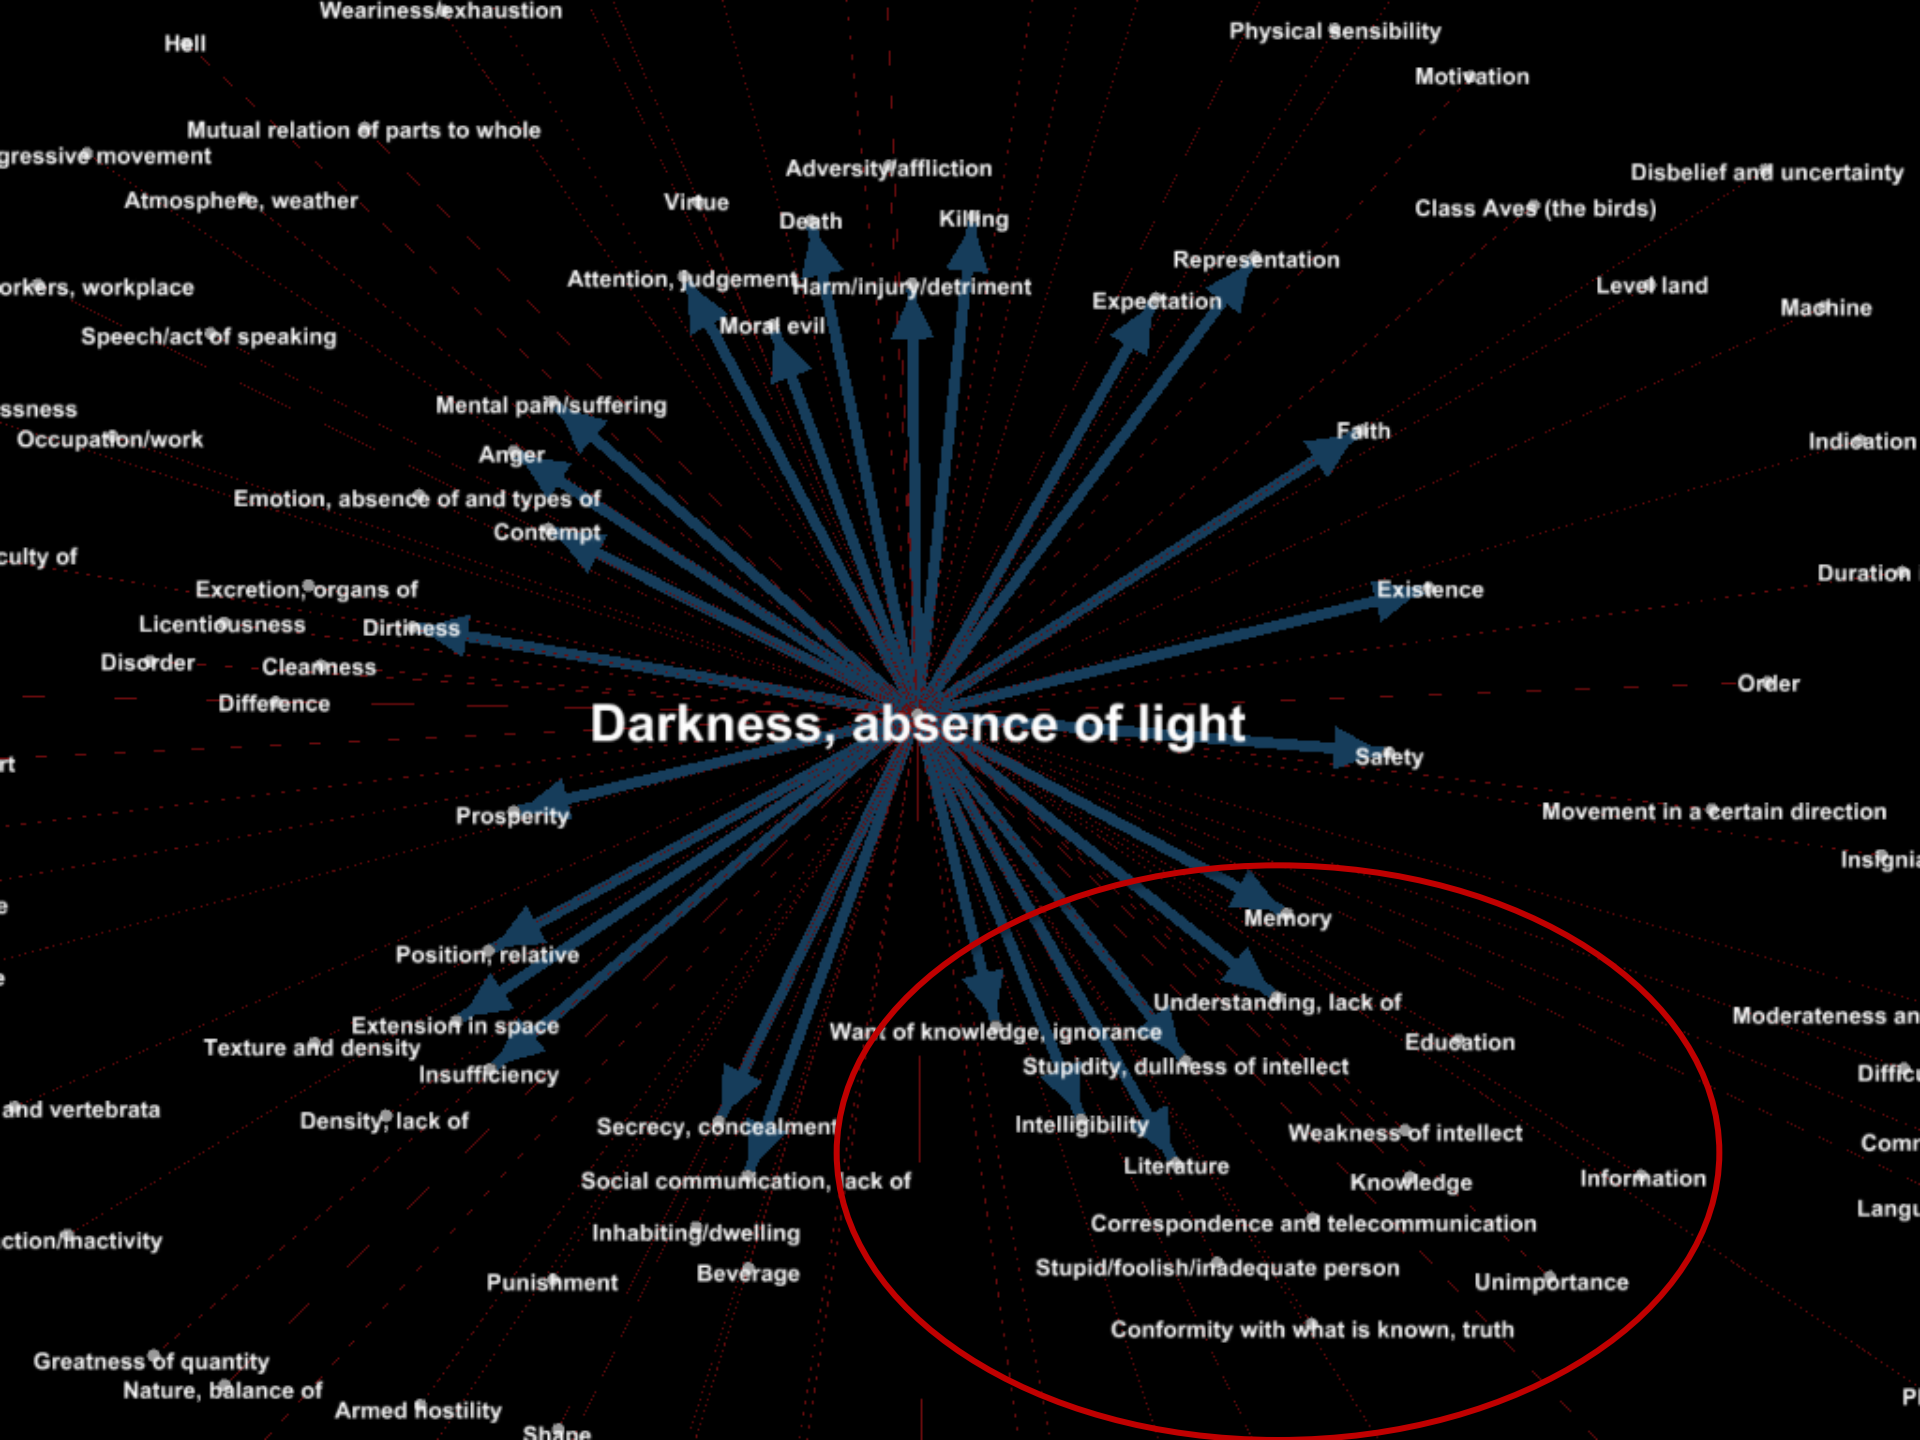 Weariness/exhaustion
Physical sensibility
Hell
Motivation
Mutual relation of parts to whole
gressive movement
Adversity/affliction
Disbelief and uncertainty
Atmosphere, weather
Virtue
Class Aves (the birds)
Death
Killing
Representation
Attention, judgement
Harm/injury/detriment
Level land
orkers, workplace
Expectation
Machine
Moral evil
Speech/act of speaking
Mental pain/suffering
ssness
Faith
Occupation/work
Indication
Anger
Emotion, absence of and types of
Contempt
culty of
Duration
Excretion, organs of
Existence
Licentiousness
Dirtiness
Disorder
Cleanness
Order
Difference
Darkness, absence of light
Safety
rt
Prosperity
Movement in a certain direction
Insignia
e
Memory
Position, relative
e
Understanding, lack of
Moderateness an
Extension in space
Want of knowledge, ignorance
Education
Texture and density
Stupidity, dullness of intellect
Insufficiency
Difficu
and vertebrata
Density, lack of
Secrecy, concealment
Intelligibility
Weakness of intellect
Comm
Literature
Social communication, lack of
Knowledge
Information
Langu
Correspondence and telecommunication
Inhabiting/dwelling
ction/inactivity
Stupid/foolish/inadequate person
Beverage
Punishment
Unimportance
Conformity with what is known, truth
Greatness of quantity
Nature, balance of
Armed hostility
Shape